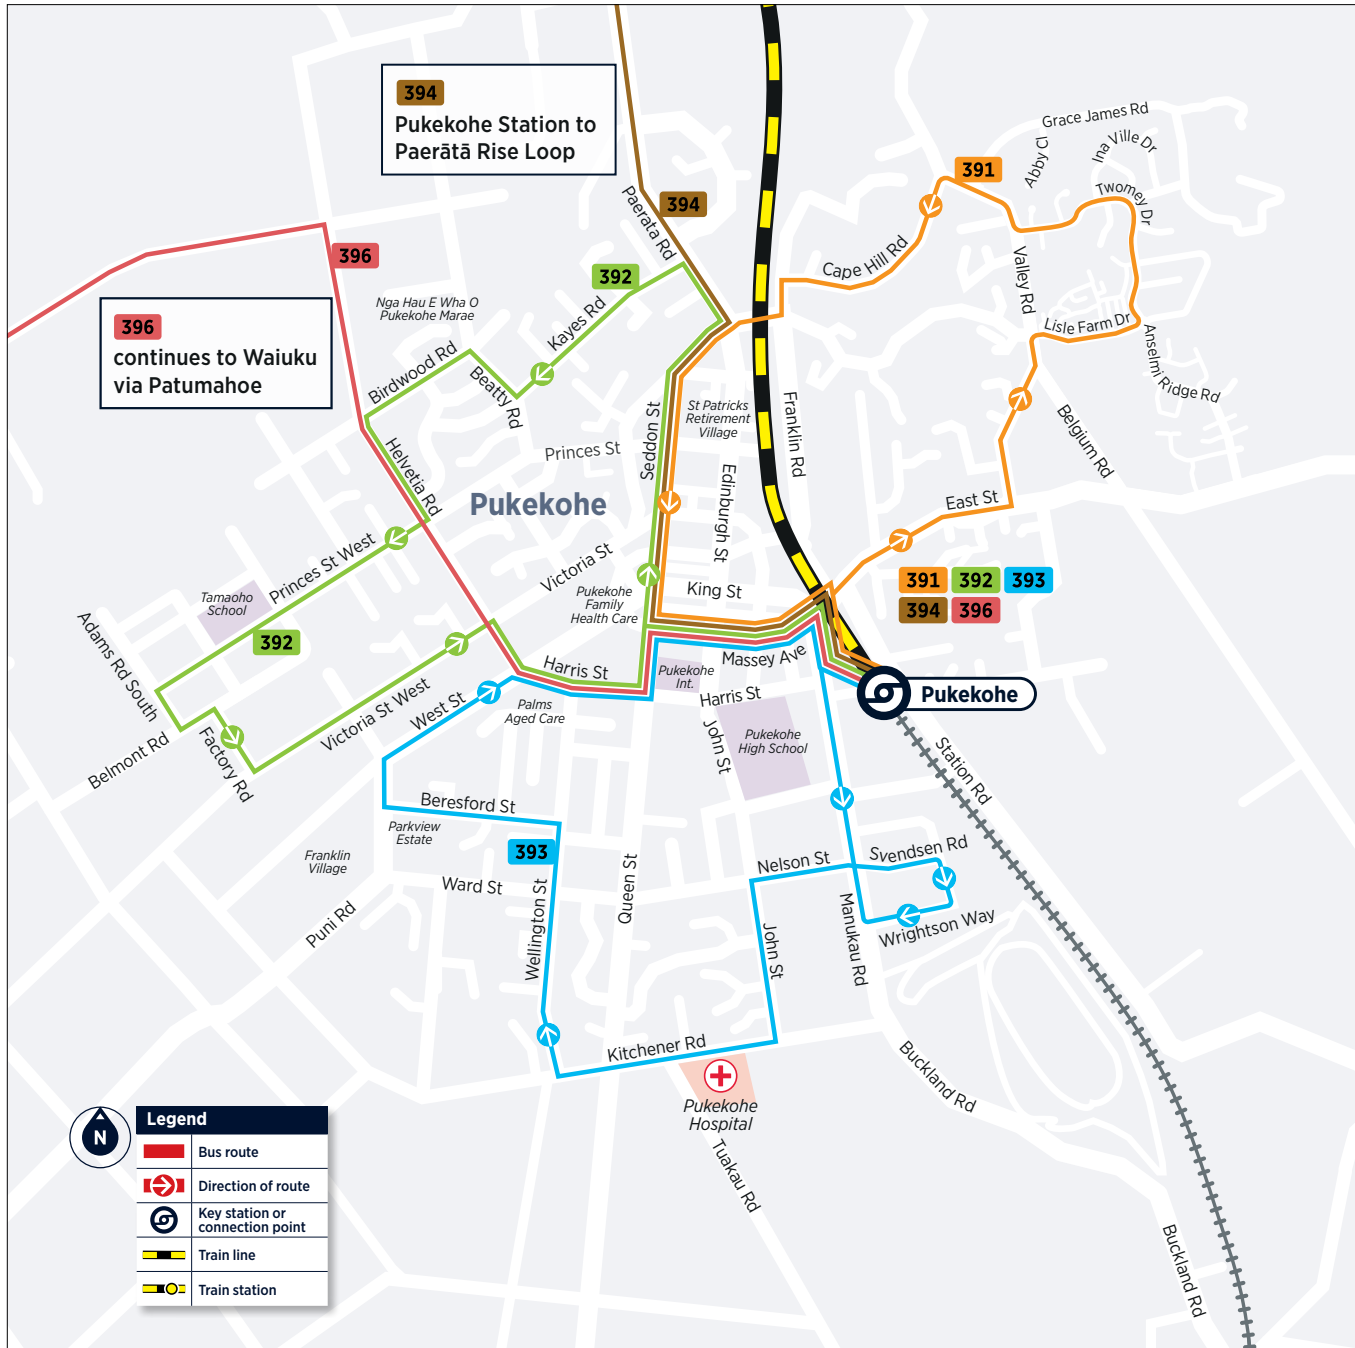 394
Pukekohe Station to
Paerātā Rise Loop
394
Paerata Rd
391
Grace James Rd
Abby Cl
Ina Ville Dr
Twomey Dr
Cape Hill Rd
Valley Rd
Lisle Farm Dr
Anselmi Ridge Rd
Belgium Rd
396
392
Nga Hau E Wha O
Pukekohe Marae
Kayes Rd
396
continues to Waiuku
via Patumahoe
Birdwood Rd
Beatty Rd
St Patricks
Retirement
Village
Franklin Rd
Seddon St
Princes St
Helvetia Rd
Edinburgh St
Pukekohe
East St
Princes St West
Victoria St
King St
Pukekohe
Family
Health Care
391
392
393
394
396
Tamaoho
School
392
Adams Rd South
Harris St
Massey Ave
Pukekohe
Int.
Harris St
Pukekohe
West St
Palms
Aged Care
Victoria St West
John St
Pukekohe
High School
Station Rd
Belmont Rd
Factory Rd
Beresford St
Parkview
Estate
393
Franklin
Village
Nelson St
Svendsen Rd
Ward St
Queen St
Wellington St
Puni Rd
Manukau Rd
Wrightson Way
John St
Kitchener Rd
Buckland Rd
Pukekohe
Hospital
Tuakau Rd
Buckland Rd
N
Legend
Bus route
Direction of route
Key station or
connection point
Train line
Train station